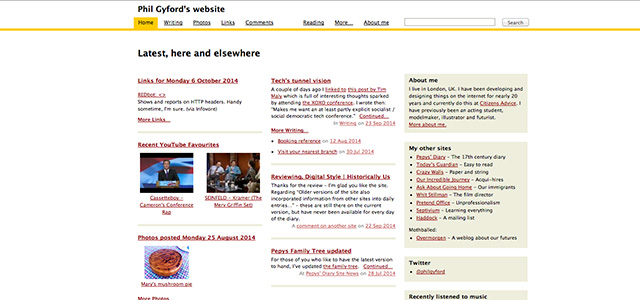 Phil Gyford's website
Home Writing Photos Links Comments Reading More... About me Search
Latest, here and elsewhere
Links for Monday 6 October 2014
REDbot: <>
Shows and reports on HTTP headers. Handy
sometime, I'm sure. (via Infovore)
More Links...
Recent YouTube Favourites
Cassetteboy –
Cameron's Conference
Rap
SEINFELD – Kramer (The
Merv Griffin Set)
Photos posted Monday 25 August 2014
Mary's mushroom pie
More Photos
Tech's tunnel vision
A couple of days ago I linked to this post by Tim
Maly which is full of interesting thoughts sparked
by attending the XOXO conference. I wrote then:
"Makes me want an at least partly explicit socialist /
social democratic tech conference." Continued...
In Writing on 23 Sep 2014
More Writing...
Booking reference on 12 Aug 2014
Visit your nearest branch on 30 Jul 2014
Reviewing, Digital Style | Historically Us
Thanks for the review – I'm glad you like the site.
Regarding "Older versions of the site also
incorporated information from other sites into daily
entries..." – these are still there on the current
version, but have never been available for every day
of the diary.
A comment on another site on 22 Sep 2014
Pepys Family Tree updated
For those of you who like to have the latest version
to hand, I've updated the family tree. Continued...
At Pepys' Diary Site News on 28 Jul 2014
About me
I live in London, UK. I have been developing and
designing things on the internet for nearly 20
years and currently do this at Citizens Advice. I
have previously been an acting student,
modelmaker, illustrator and futurist.
More about me.
My other sites
Pepys' Diary – The 17th century diary
Today's Guardian – Easy to read
Crazy Walls – Paper and string
Our Incredible Journey – Acqui-hires
Ask About Going Home – Our immigrants
Whit Stillman – The film director
Pretend Office – Unprofessionalism
Septivium – Learning everything
Haddock – A mailing list
Mothballed:
Overmorgen – A weblog about our futures
Twitter
@philgyford
Recently listened to music